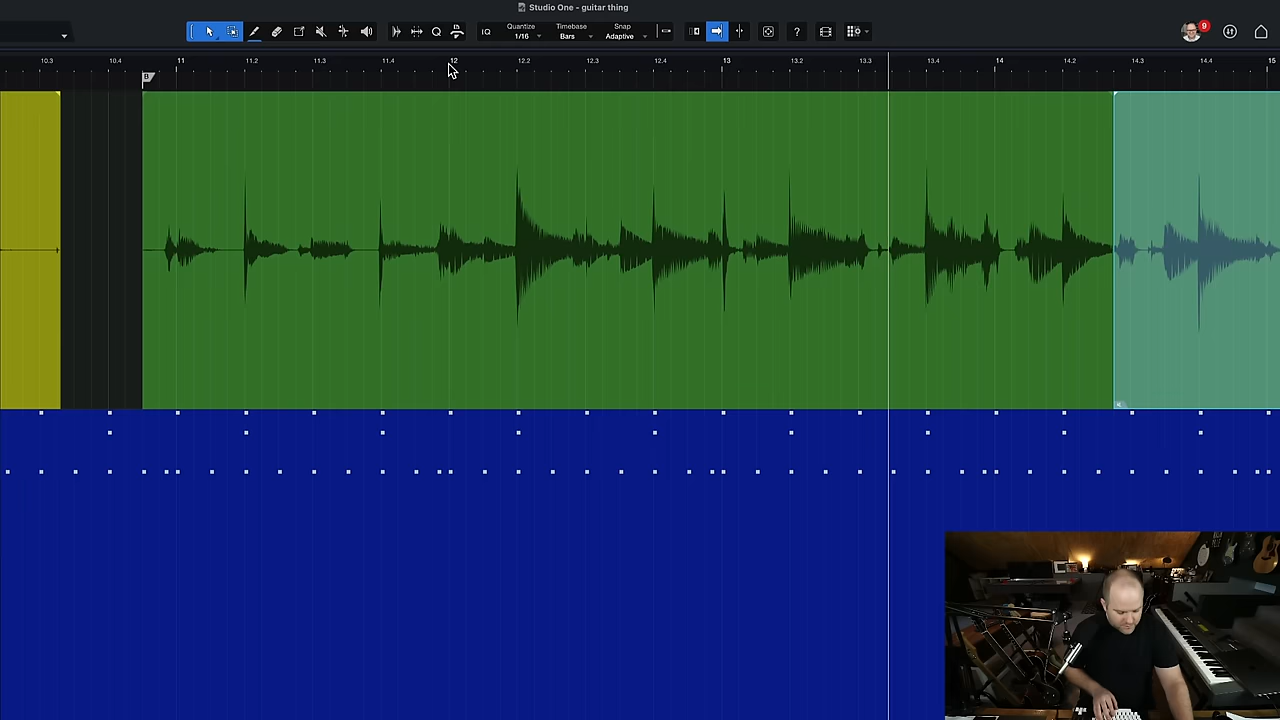 Studio One - guitar thing
Quantize Timebase Snap
IQ 1/16 Bars Adaptive ? 9
10.3 10.4 11 11.2 11.3 11.4 12 12.2 12.3 12.4 13 13.2 13.3 13.4 14 14.2 14.3 14.4 15
B